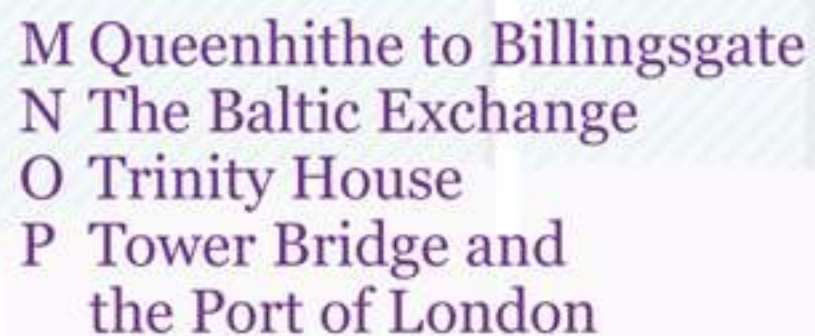 M Queenhithe to Billingsgate
N The Baltic Exchange
O Trinity House
P Tower Bridge and
the Port of London